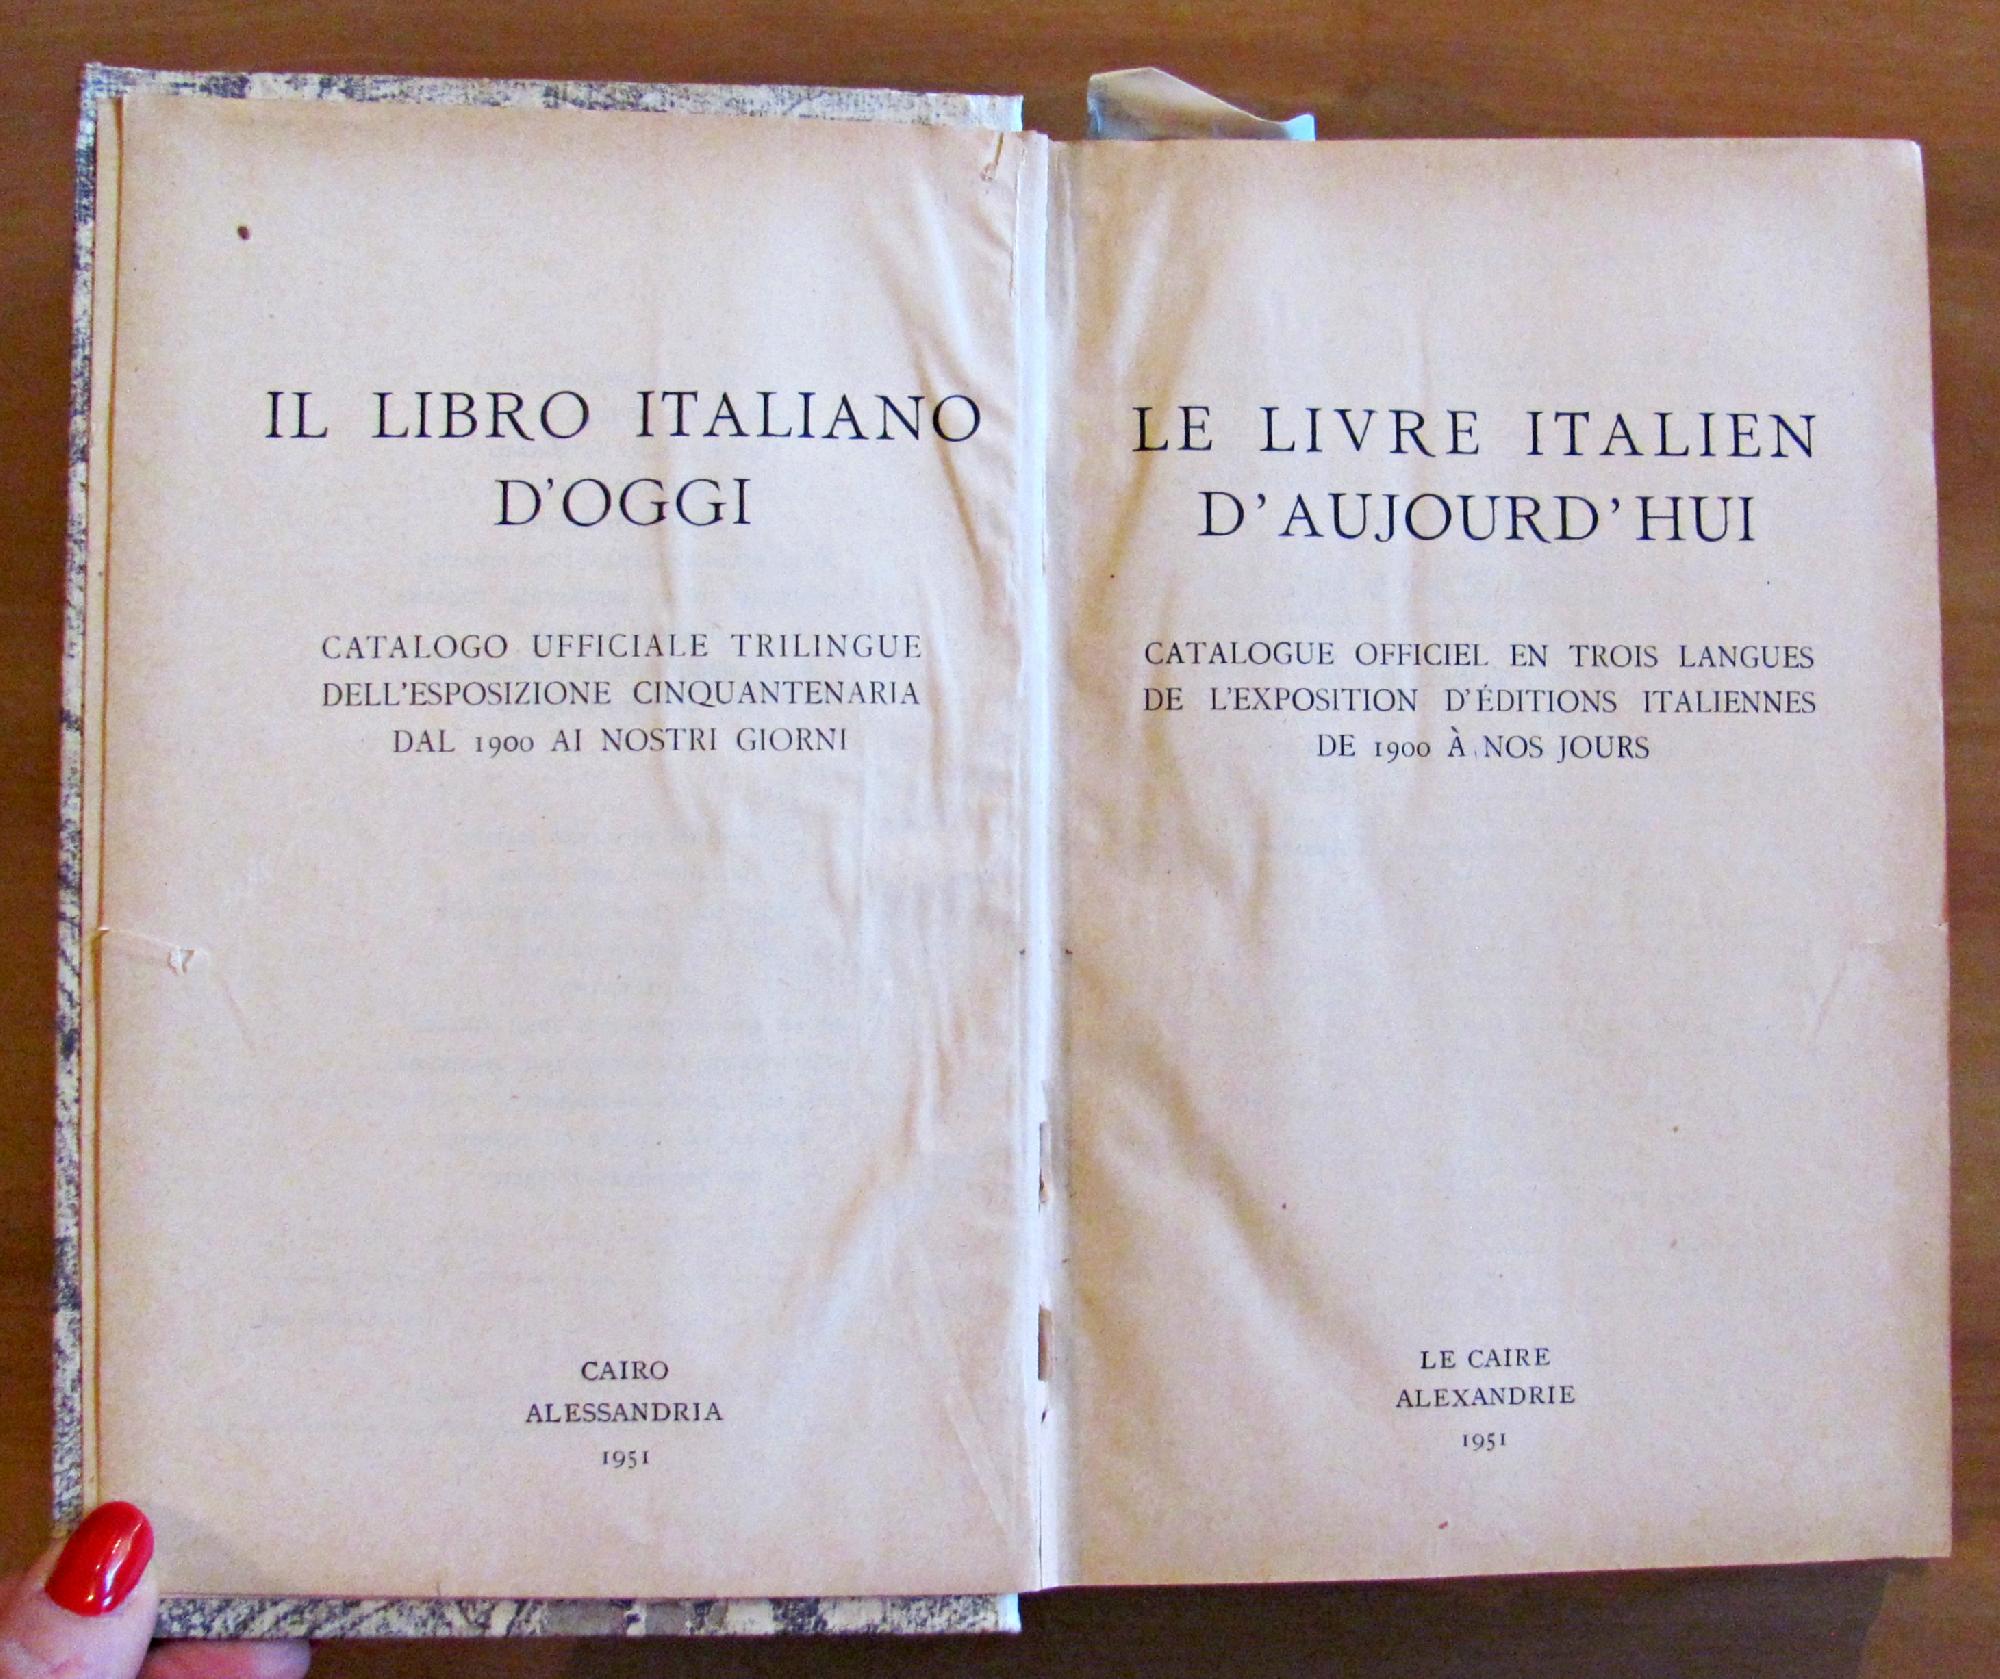 IL LIBRO ITALIANO
D'OGGI
CATALOGO UFFICIALE TRILINGUE
DELL'ESPOSIZIONE CINQUANTENARIA
DAL 1900 AI NOSTRI GIORNI
CAIRO
ALESSANDRIA
1951
LE LIVRE ITALIEN
D'AUJOURD'HUI
CATALOGUE OFFICIEL EN TROIS LANGUES
DE L'EXPOSITION D'ÉDITIONS ITALIENNES
DE 1900 À NOS JOURS
LE CAIRE
ALEXANDRIE
1951